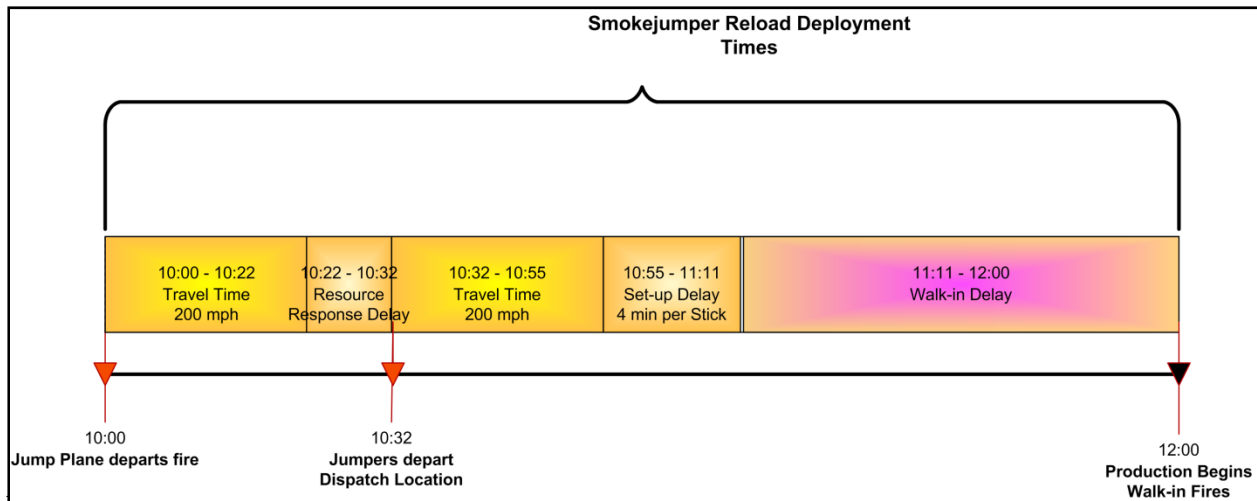 Smokejumper Reload Deployment
Times
10:00 - 10:22
Travel Time
200 mph
10:22 - 10:32
Resource
Response Delay
10:32 - 10:55
Travel Time
200 mph
10:55 - 11:11
Set-up Delay
4 min per Stick
11:11 - 12:00
Walk-in Delay
10:00
Jump Plane departs fire
10:32
Jumpers depart
Dispatch Location
12:00
Production Begins
Walk-in Fires